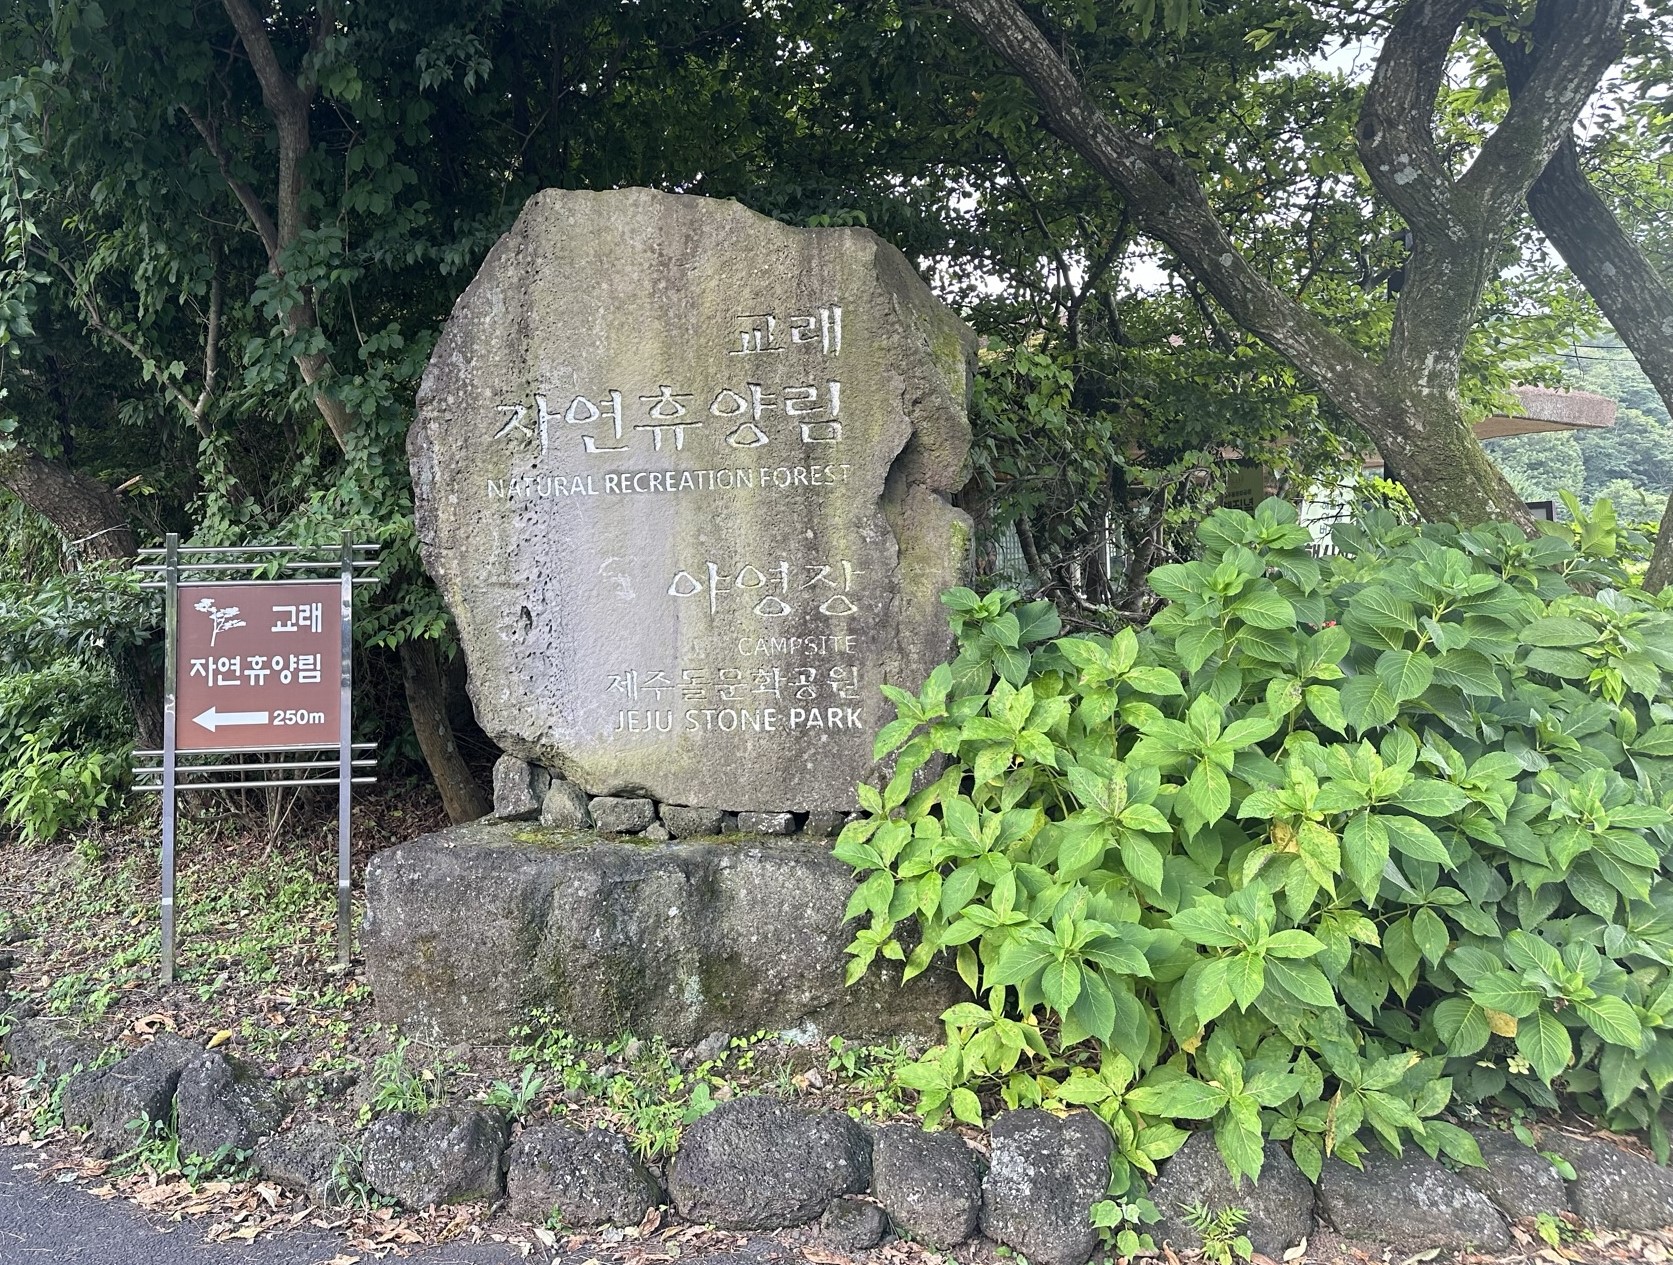 교래
자연휴양림
250m
교래
자연휴양림
NATURAL RECREATION FOREST
야영장
CAMPSITE
제주돌문화공원
JEJU STONE PARK